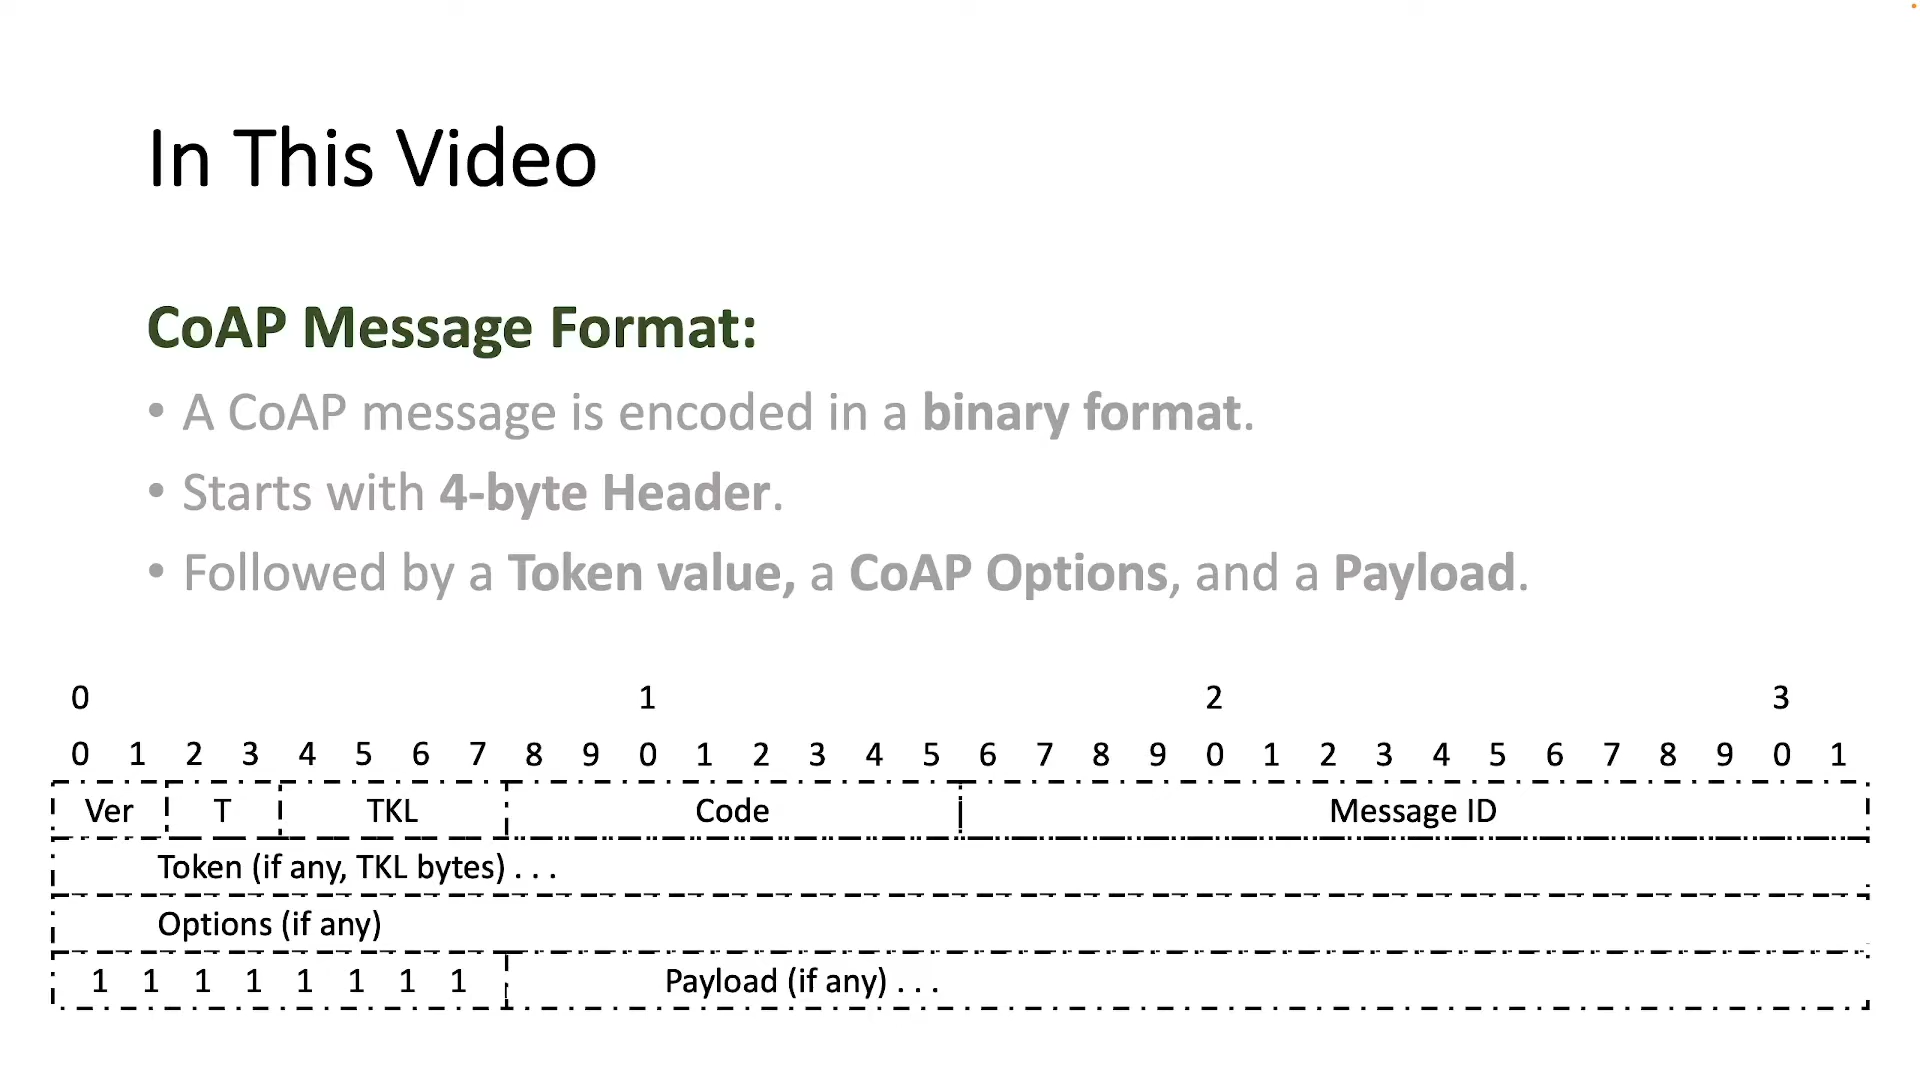 In This Video
CoAP Message Format:
• A CoAP message is encoded in a binary format.
• Starts with 4-byte Header.
• Followed by a Token value, a CoAP Options, and a Payload.
0 1 2 3
0 1 2 3 4 5 6 7 8 9 0 1 2 3 4 5 6 7 8 9 0 1 2 3 4 5 6 7 8 9 0 1
Ver T TKL Code Message ID
Token (if any, TKL bytes) . . .
Options (if any)
1 1 1 1 1 1 1 1 Payload (if any) . . .